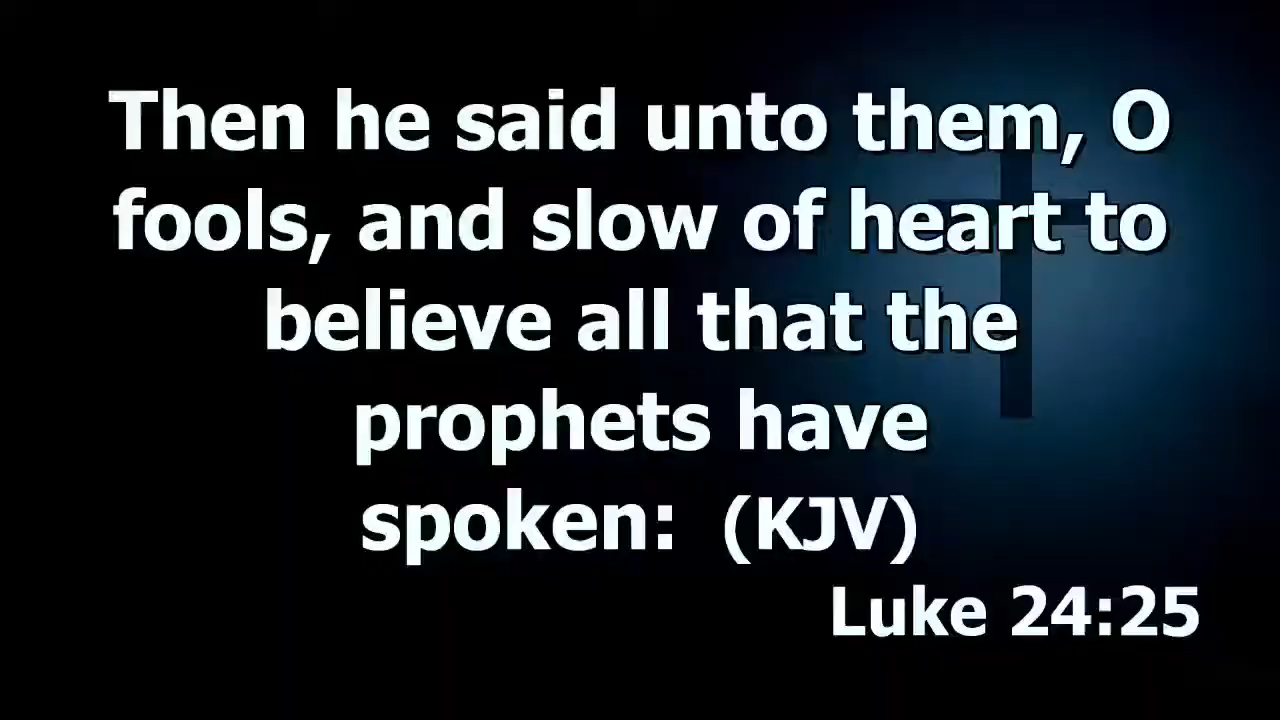 Then he said unto them, O
fools, and slow of heart to
believe all that the
prophets have
spoken:  (KJV)
Luke 24:25